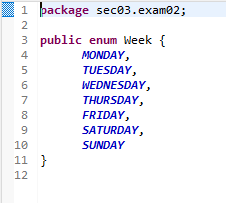 1 package sec03.exam02;
2
3 public enum Week {
4 MONDAY,
5 TUESDAY,
6 WEDNESDAY,
7 THURSDAY,
8 FRIDAY,
9 SATURDAY,
10 SUNDAY
11 }
12